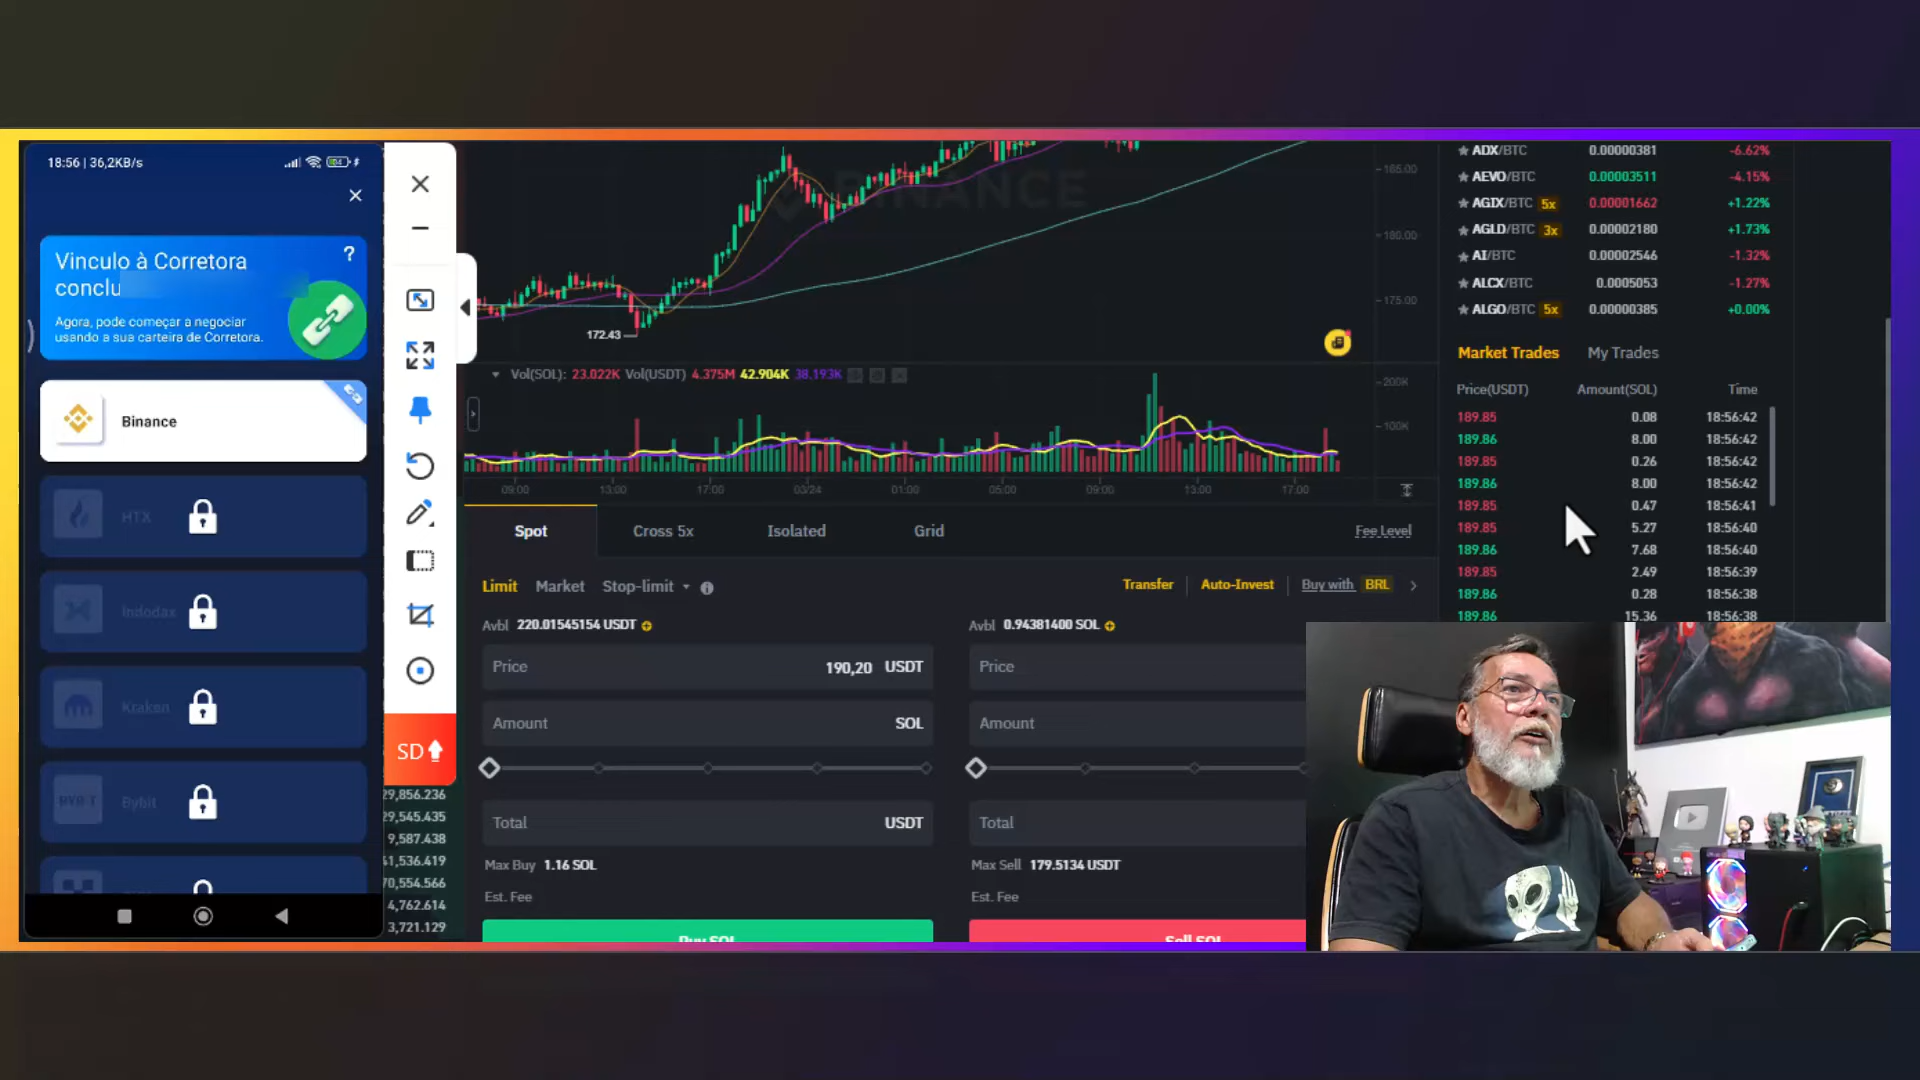 18:56 | 36,2KB/s
Vinculo à Corretora
conclu
?
Agora, pode começar a negociar
usando a sua carteira de Corretora.
Binance
HTX
Indodax
Kraken
Bybit
SD
29,856.236
29,545.435
9,587.438
41,536.419
70,554.566
4,762.614
3,721.129
BINANCE
172.43
165.00
180.00
175.00
Vol(SOL): 23.022K Vol(USDT) 4.375M 42.904K 38.193K
200K
100K
09:00 13:00 17:00 03/24 01:00 05:00 09:00 13:00 17:00
Spot Cross 5x Isolated Grid Fee Level
Limit Market Stop-limit Transfer Auto-Invest Buy with BRL
Avbl 220.01545154 USDT Avbl 0.94381400 SOL
Price 190,20 USDT Price
Amount SOL Amount
Total USDT Total
Max Buy 1.16 SOL Max Sell 179.5134 USDT
Est. Fee Est. Fee
Buy SOL Sell SOL
ADX/BTC 0.00000381 -6.62%
AEVO/BTC 0.00003511 -4.15%
AGIX/BTC 5x 0.00001662 +1.22%
AGLD/BTC 3x 0.00002180 +1.73%
AI/BTC 0.00002546 -1.32%
ALCX/BTC 0.0005053 -1.27%
ALGO/BTC 5x 0.00000385 +0.00%
Market Trades My Trades
Price(USDT) Amount(SOL) Time
189.85 0.08 18:56:42
189.86 8.00 18:56:42
189.85 0.26 18:56:42
189.86 8.00 18:56:42
189.85 0.47 18:56:41
189.85 5.27 18:56:40
189.86 7.68 18:56:40
189.85 2.49 18:56:39
189.86 0.28 18:56:38
189.86 15.36 18:56:38